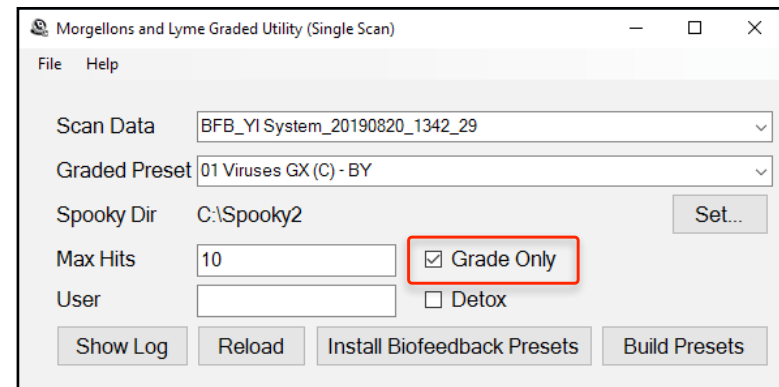 Morgellons and Lyme Graded Utility (Single Scan)
File Help
Scan Data BFB_YI System_20190820_1342_29
Graded Preset 01 Viruses GX (C) - BY
Spooky Dir C:\Spooky2 Set...
Max Hits 10 Grade Only
User Detox
Show Log Reload Install Biofeedback Presets Build Presets